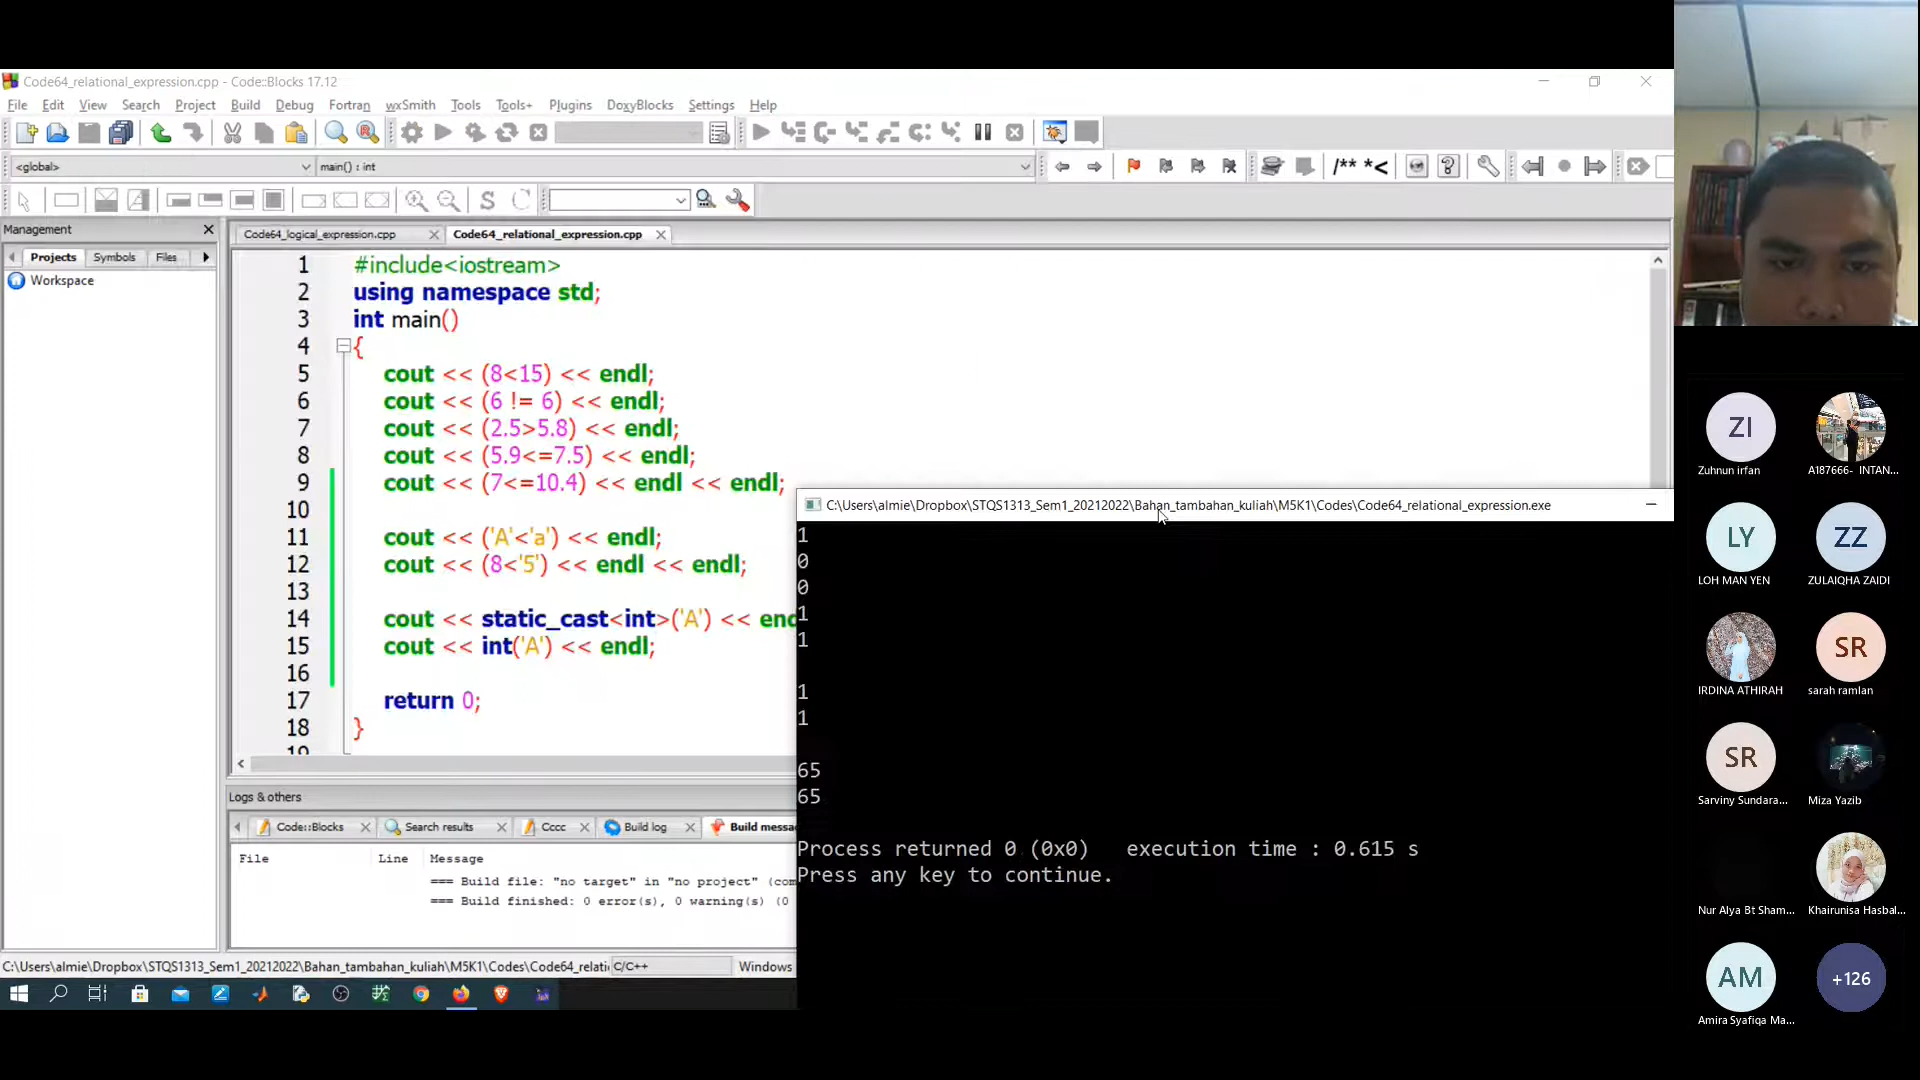 Code64_relational_expression.cpp - Code::Blocks 17.12
File Edit View Search Project Build Debug Fortran wxSmith Tools Tools+ Plugins DoxyBlocks Settings Help
<global> main() : int
/** *<
S
Management
Code64_logical_expression.cpp Code64_relational_expression.cpp
Projects Symbols Files
Workspace
1 #include<iostream>
2 using namespace std;
3 int main()
4 {
5 cout << (8<15) << endl;
6 cout << (6 != 6) << endl;
7 cout << (2.5>5.8) << endl;
8 cout << (5.9<=7.5) << endl;
9 cout << (7<=10.4) << endl << endl;
10
11 cout << ('A'<'a') << endl;
12 cout << (8<'5') << endl << endl;
13
14 cout << static_cast<int>('A') << end
15 cout << int('A') << endl;
16
17 return 0;
18 }
19
C:\Users\almie\Dropbox\STQS1313_Sem1_20212022\Bahan_tambahan_kuliah\M5K1\Codes\Code64_relational_expression.exe
1
0
0
1
1
1
1
65
65
Process returned 0 (0x0) execution time : 0.615 s
Press any key to continue.
Logs & others
Code::Blocks Search results Cccc Build log Build messa
File Line Message
=== Build file: "no target" in "no project" (com
=== Build finished: 0 error(s), 0 warning(s) (0
C:\Users\almie\Dropbox\STQS1313_Sem1_20212022\Bahan_tambahan_kuliah\M5K1\Codes\Code64_relati C/C++ Windows
ZI
Zuhnun irfan A187666- INTAN...
LY ZZ
LOH MAN YEN ZULAIQHA ZAIDI
SR
IRDINA ATHIRAH sarah ramlan
SR
Sarviny Sundara... Miza Yazib
Nur Alya Bt Sham... Khairunisa Hasbal...
AM +126
Amira Syafiqa Ma...